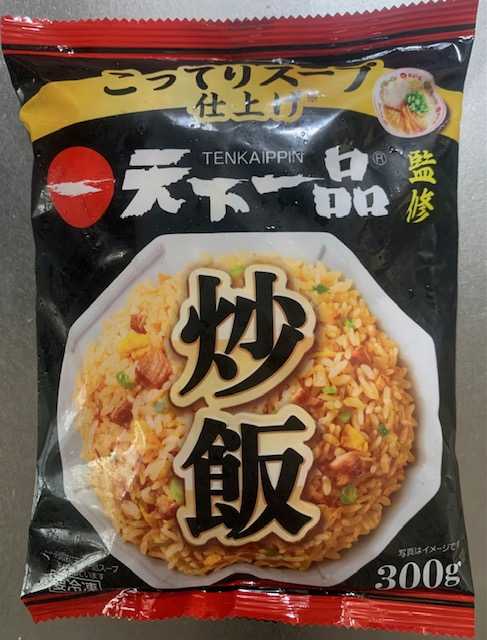 こってりスープ
仕上げ
TENKAIPPIN
天下一品®
監修
炒飯
写真はイメージです
300g